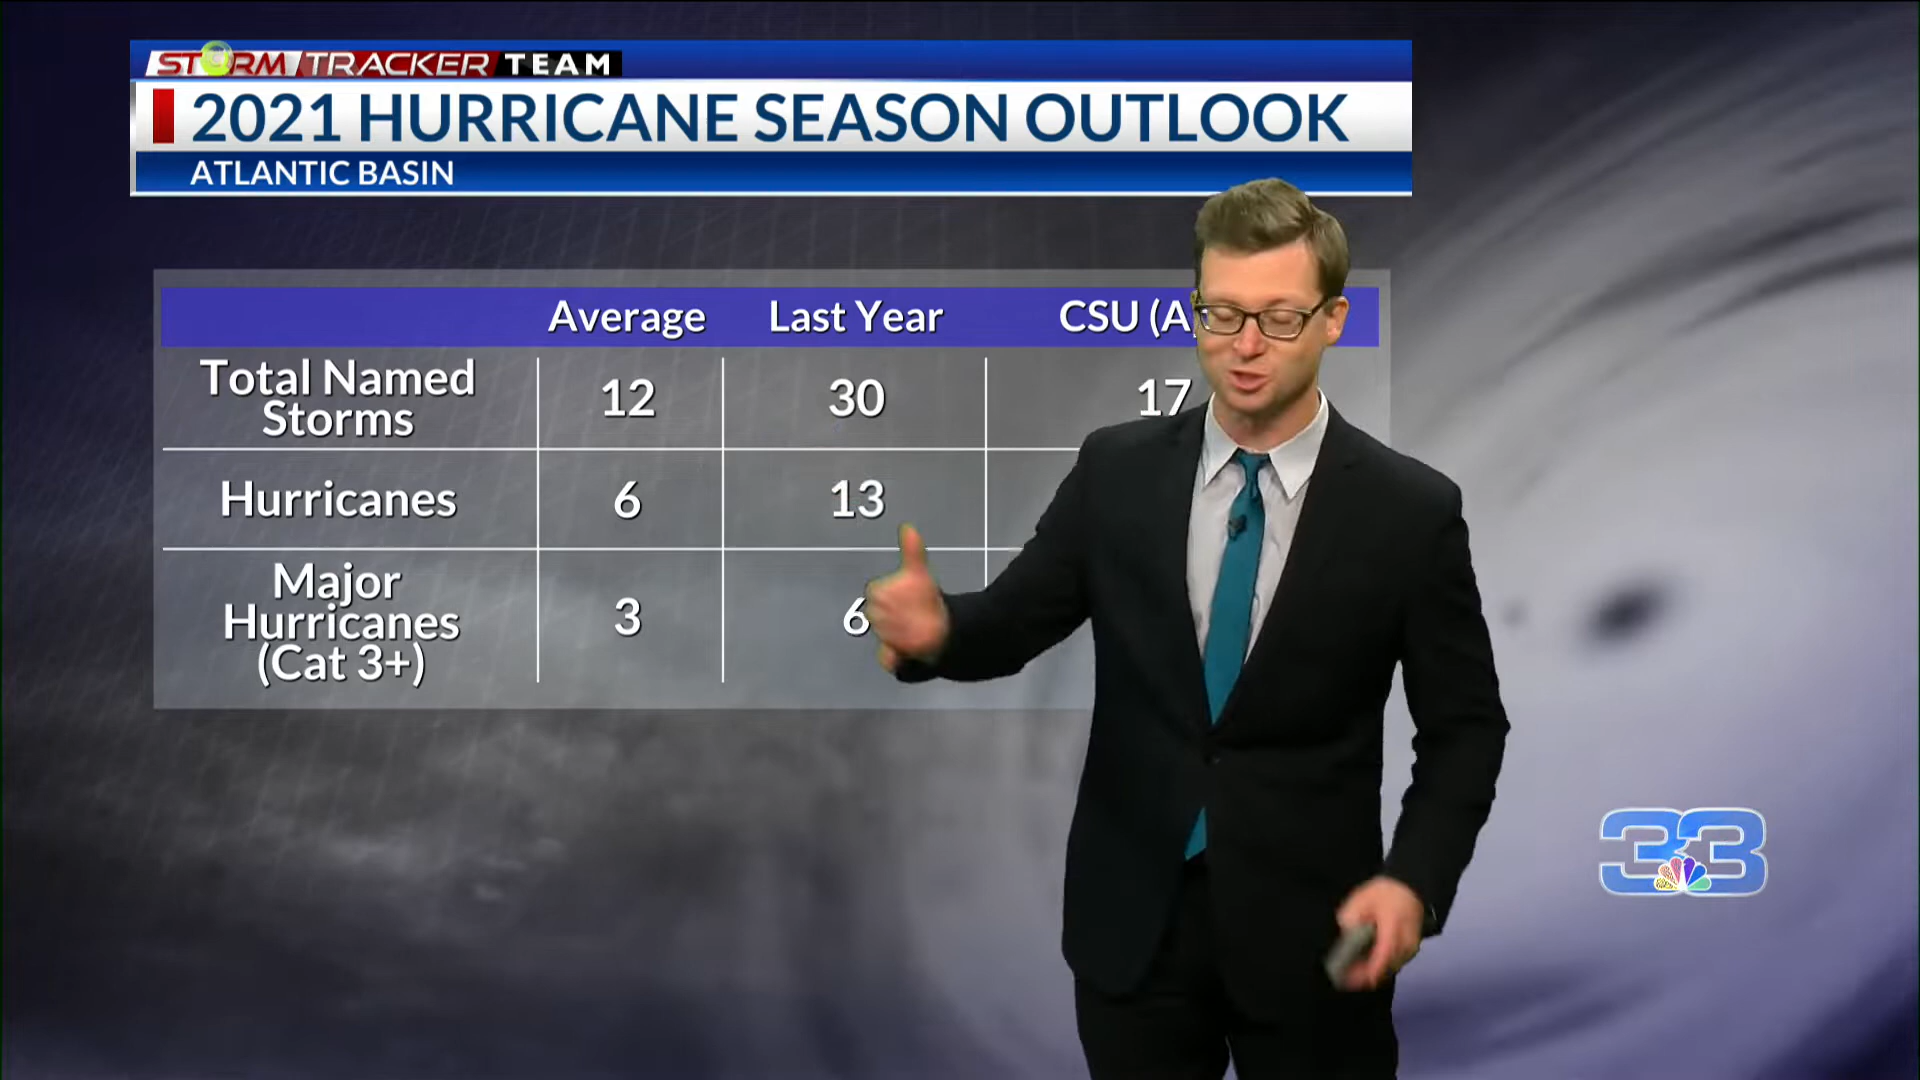 STORM TRACKER TEAM
2021 HURRICANE SEASON OUTLOOK
ATLANTIC BASIN
Average Last Year CSU
Total Named
Storms
12 30 17
Hurricanes 6 13
Major
Hurricanes
(Cat 3+)
3 6
33